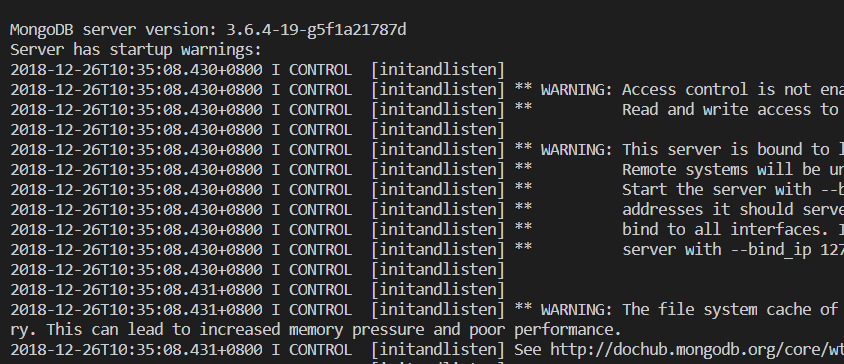 MongoDB server version: 3.6.4-19-g5f1a21787d
Server has startup warnings:
2018-12-26T10:35:08.430+0800 I CONTROL  [initandlisten]
2018-12-26T10:35:08.430+0800 I CONTROL  [initandlisten] ** WARNING: Access control is not ena
2018-12-26T10:35:08.430+0800 I CONTROL  [initandlisten] **          Read and write access to
2018-12-26T10:35:08.430+0800 I CONTROL  [initandlisten]
2018-12-26T10:35:08.430+0800 I CONTROL  [initandlisten] ** WARNING: This server is bound to l
2018-12-26T10:35:08.430+0800 I CONTROL  [initandlisten] **          Remote systems will be un
2018-12-26T10:35:08.430+0800 I CONTROL  [initandlisten] **          Start the server with --b
2018-12-26T10:35:08.430+0800 I CONTROL  [initandlisten] **          addresses it should serve
2018-12-26T10:35:08.430+0800 I CONTROL  [initandlisten] **          bind to all interfaces. I
2018-12-26T10:35:08.430+0800 I CONTROL  [initandlisten] **          server with --bind_ip 127
2018-12-26T10:35:08.430+0800 I CONTROL  [initandlisten]
2018-12-26T10:35:08.431+0800 I CONTROL  [initandlisten]
2018-12-26T10:35:08.431+0800 I CONTROL  [initandlisten] ** WARNING: The file system cache of
ry. This can lead to increased memory pressure and poor performance.
2018-12-26T10:35:08.431+0800 I CONTROL  [initandlisten] See http://dochub.mongodb.org/core/wt